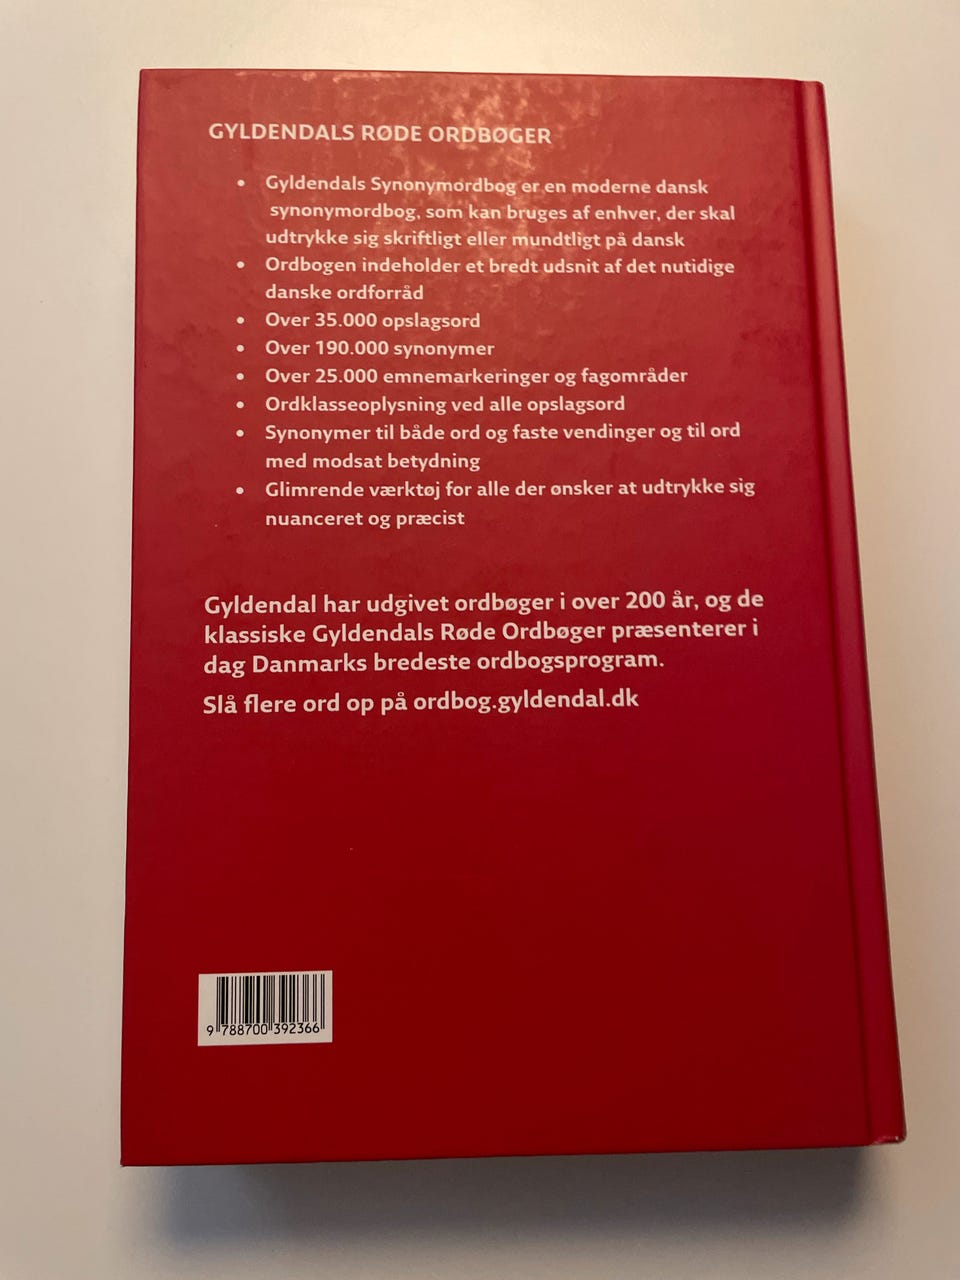 GYLDENDALS RØDE ORDBØGER
• Gyldendals Synonymordbog er en moderne dansk
synonymordbog, som kan bruges af enhver, der skal
udtrykke sig skriftligt eller mundtligt på dansk
• Ordbogen indeholder et bredt udsnit af det nutidige
danske ordforråd
• Over 35.000 opslagsord
• Over 190.000 synonymer
• Over 25.000 emnemarkeringer og fagområder
• Ordklasseoplysning ved alle opslagsord
• Synonymer til både ord og faste vendinger og til ord
med modsat betydning
• Glimrende værktøj for alle der ønsker at udtrykke sig
nuanceret og præcist
Gyldendal har udgivet ordbøger i over 200 år, og de
klassiske Gyldendals Røde Ordbøger præsenterer i
dag Danmarks bredeste ordbogsprogram.
Slå flere ord op på ordbog.gyldendal.dk
9 788700 392366